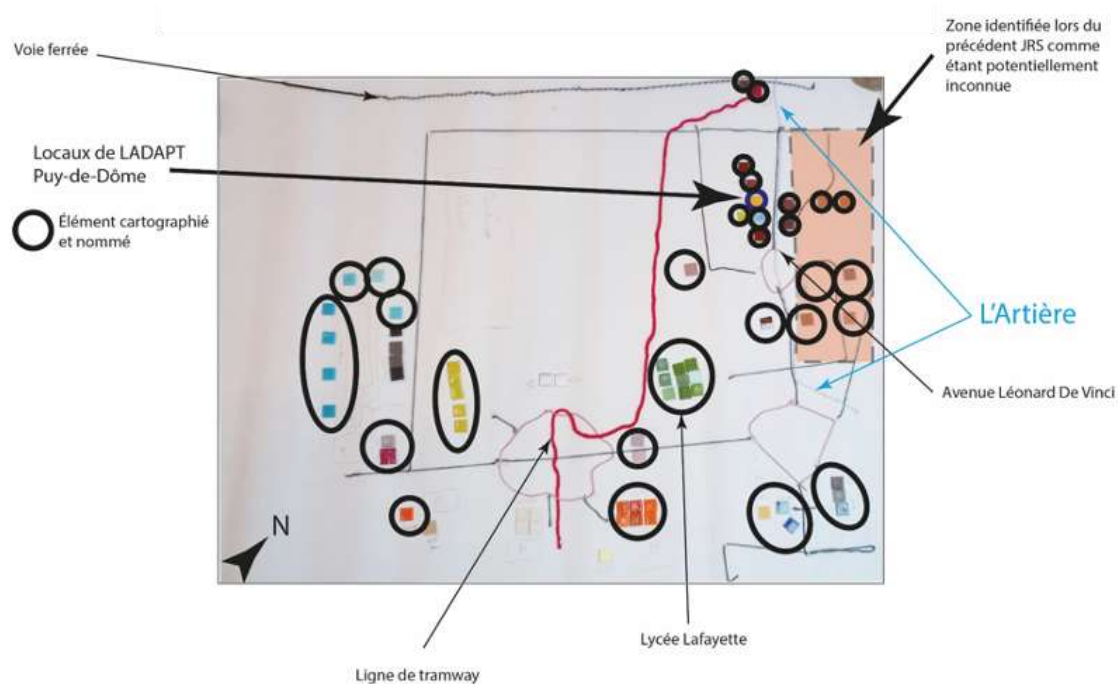 Voie ferrée
Zone identifiée lors du
précédent JRS comme
étant potentiellement
inconnue
Locaux de LADAPT
Puy-de-Dôme
Élément cartographié
et nommé
L'Artière
Avenue Léonard De Vinci
N
Lycée Lafayette
Ligne de tramway